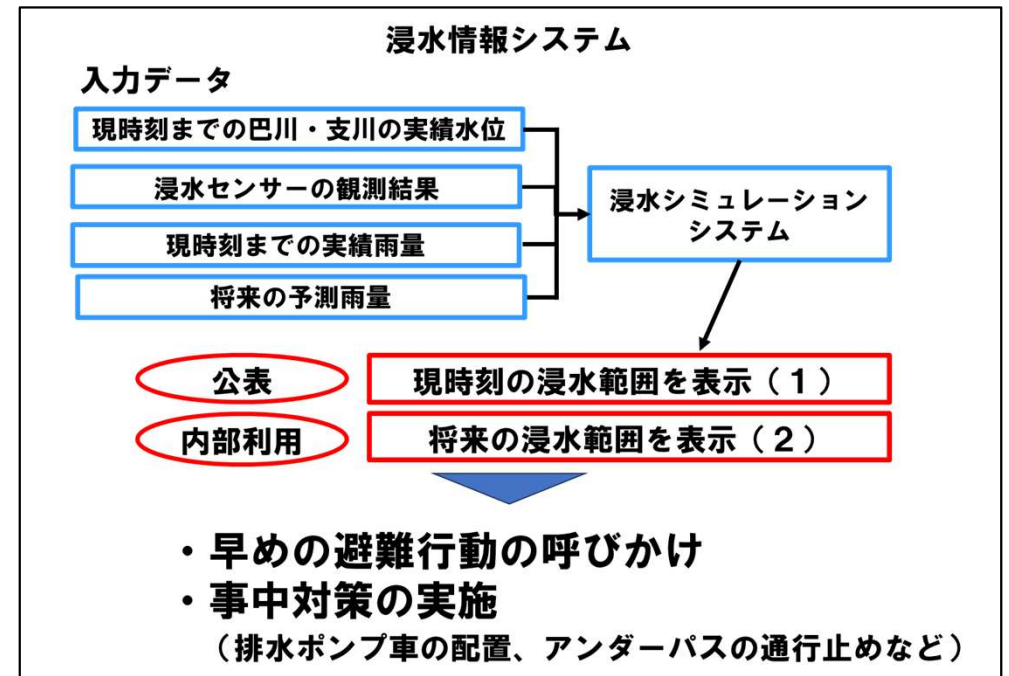 浸水情報システム
入力データ
現時刻までの巴川・支川の実績水位
浸水センサーの観測結果
現時刻までの実績雨量
将来の予測雨量
浸水シミュレーション
システム
公表
現時刻の浸水範囲を表示（１）
内部利用
将来の浸水範囲を表示（２）
・早めの避難行動の呼びかけ
・事中対策の実施
（排水ポンプ車の配置、アンダーパスの通行止めなど）